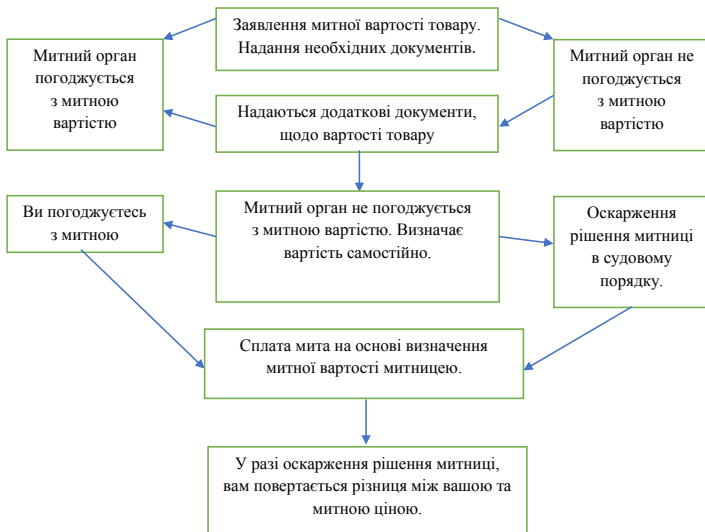 Заявлення митної вартості товару.
Надання необхідних документів.
Митний орган
погоджується
з митною
вартістю
Митний орган не
погоджується
з митною
вартістю
Надаються додаткові документи,
щодо вартості товару
Ви погоджуєтесь
з митною
Митний орган не погоджується
з митною вартістю. Визначає
вартість самостійно.
Оскарження
рішення митниці
в судовому
порядку.
Сплата мита на основі визначення
митної вартості митницею.
У разі оскарження рішення митниці,
вам повертається різниця між вашою та
митною ціною.